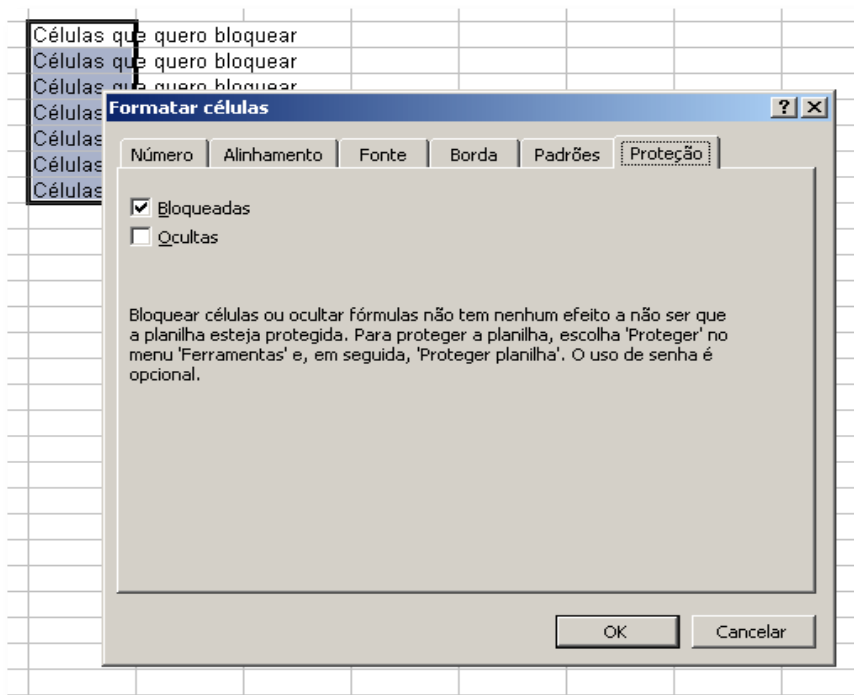 Células que quero bloquear
Células que quero bloquear
Células que quero bloquear
Células
Células
Células
Células
Formatar células
Número
Alinhamento
Fonte
Borda
Padrões
Proteção
Bloqueadas
Ocultas
Bloquear células ou ocultar fórmulas não tem nenhum efeito a não ser que
a planilha esteja protegida. Para proteger a planilha, escolha 'Proteger' no
menu 'Ferramentas' e, em seguida, 'Proteger planilha'. O uso de senha é
opcional.
OK
Cancelar